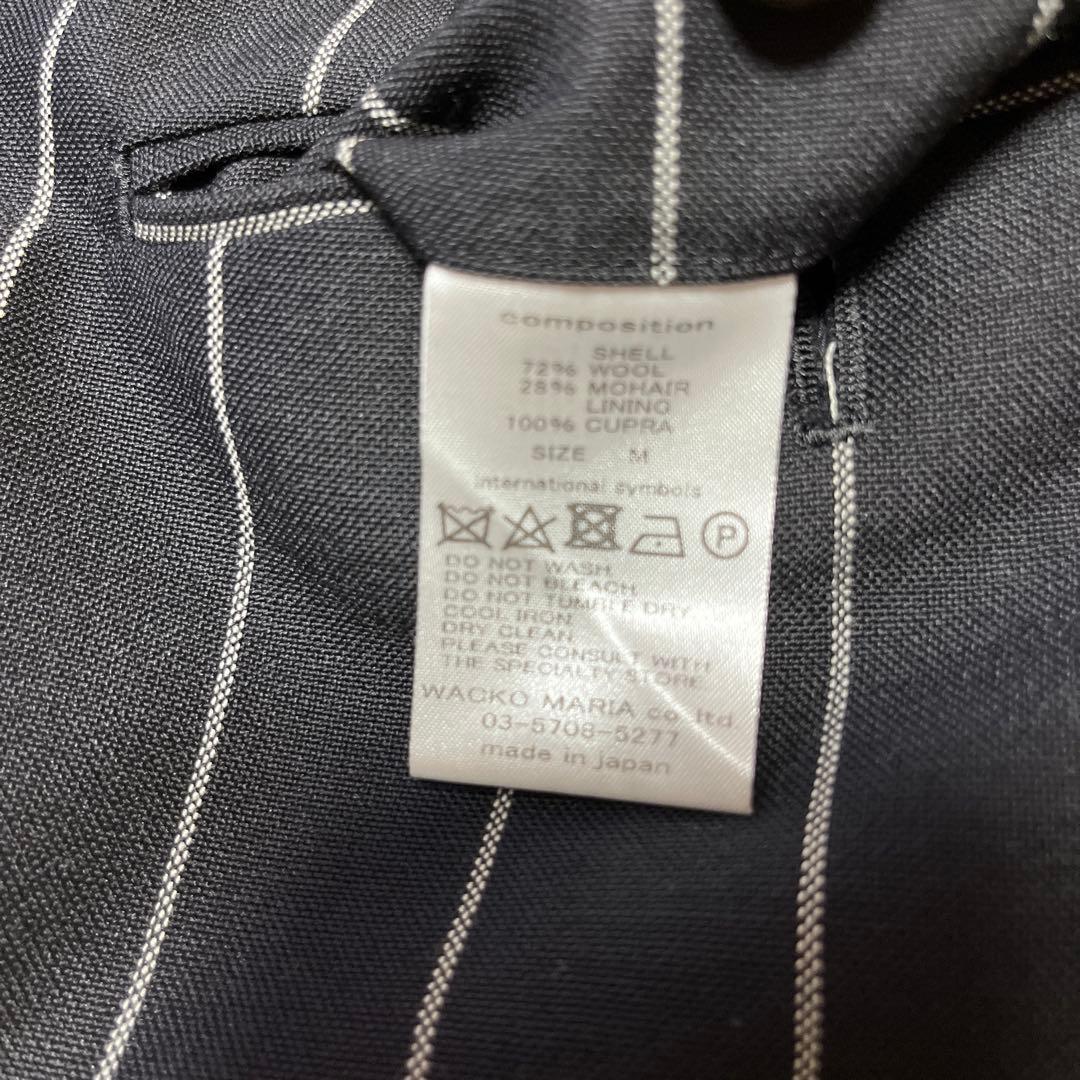 composition
SHELL
72% WOOL
28% MOHAIR
LINING
100% CUPRA
SIZE M
international symbols
P
DO NOT WASH
DO NOT BLEACH
DO NOT TUMBLE DRY
COOL IRON
DRY CLEAN
PLEASE CONSULT WITH
THE SPECIALTY STORE.
WACKO MARIA co ltd
03-5708-5277
made in japan